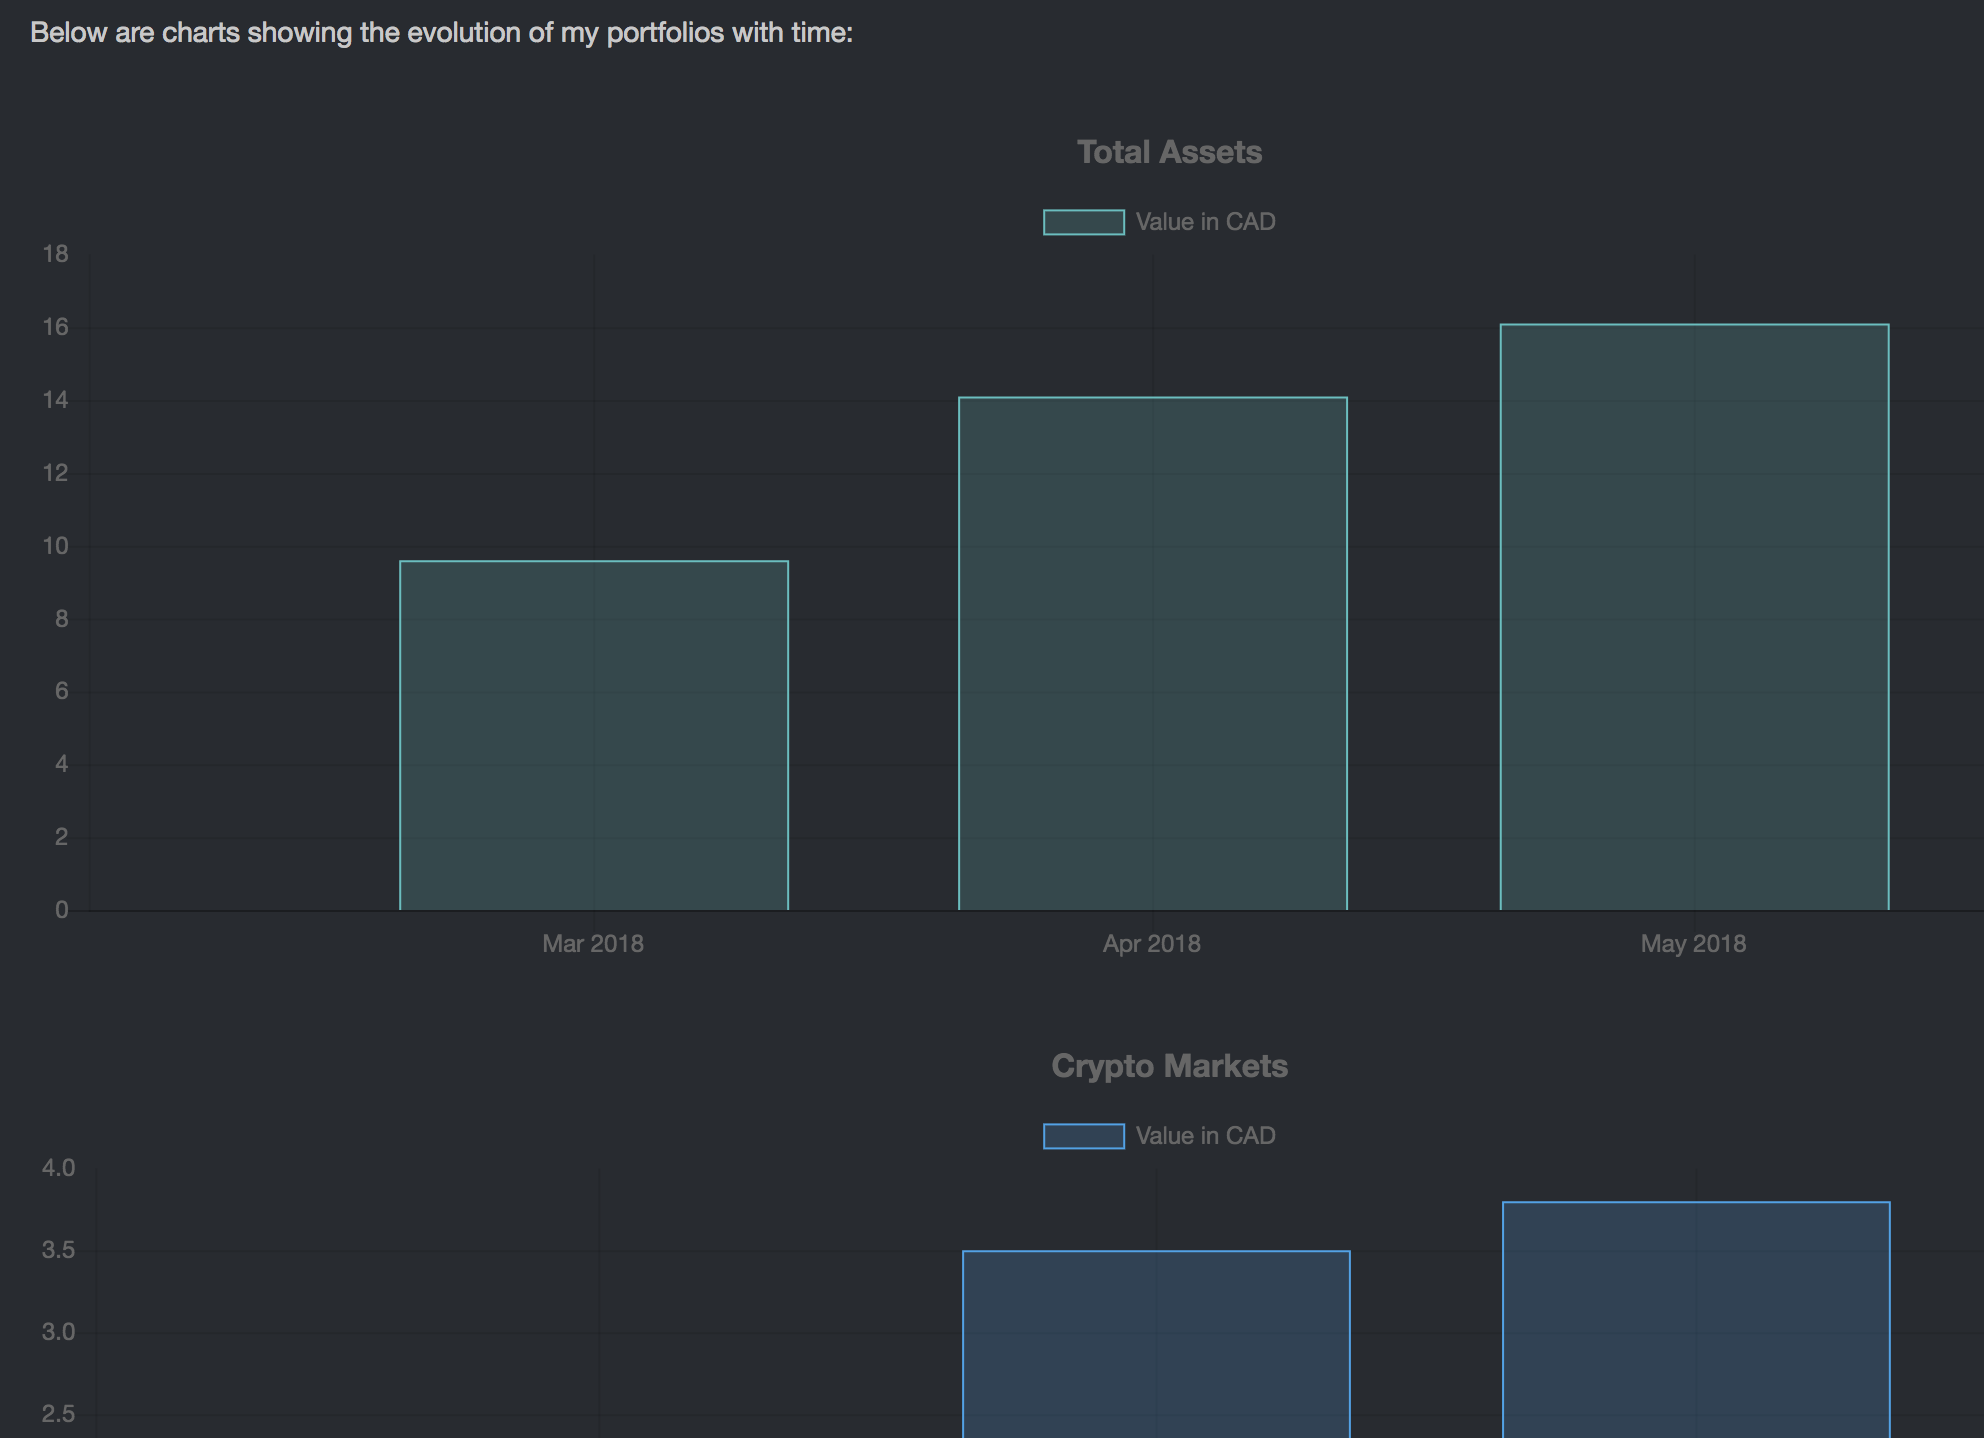 Below are charts showing the evolution of my portfolios with time:
Total Assets
Value in CAD
18
16
14
12
10
8
6
4
2
0
Mar 2018 Apr 2018 May 2018
Crypto Markets
Value in CAD
4.0
3.5
3.0
2.5